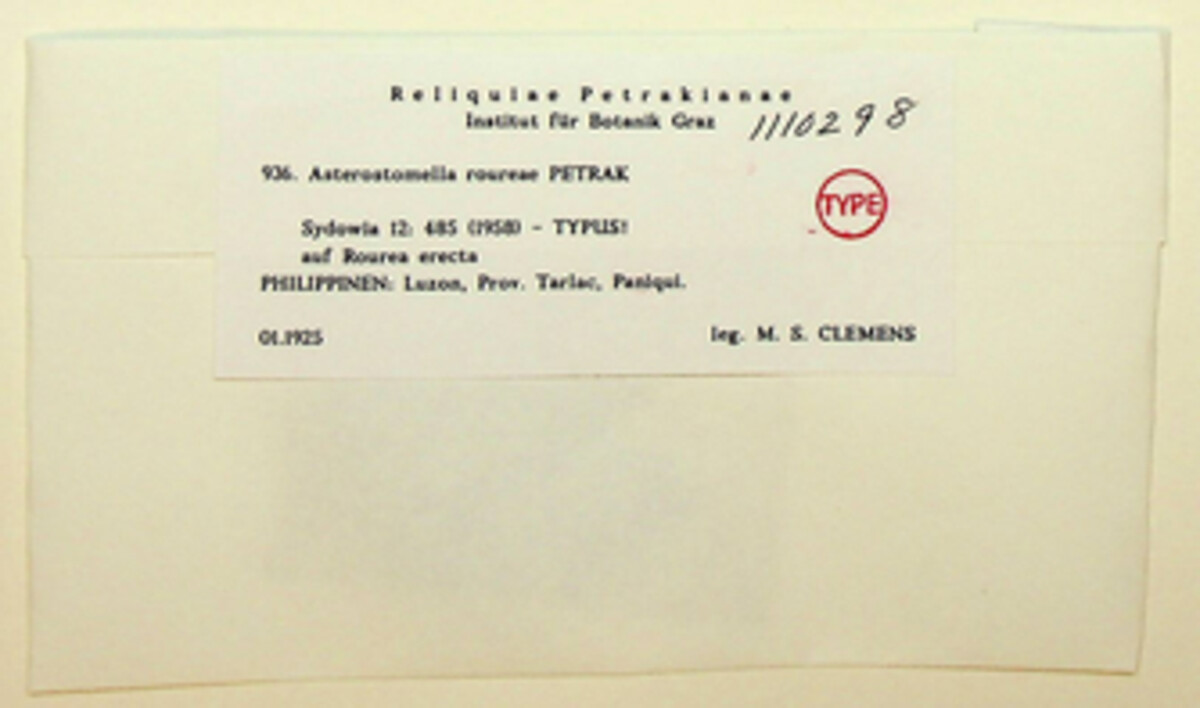 Reliquiae Petrakianae
Institut für Botanik Graz
1110298
936. Asterostomella roureae PETRAK
TYPE
Sydowia 12: 485 (1958) - TYPUS!
auf Rourea erecta
PHILIPPINEN: Luzon, Prov. Tarlac, Paniqui.
01.1925
leg. M. S. CLEMENS